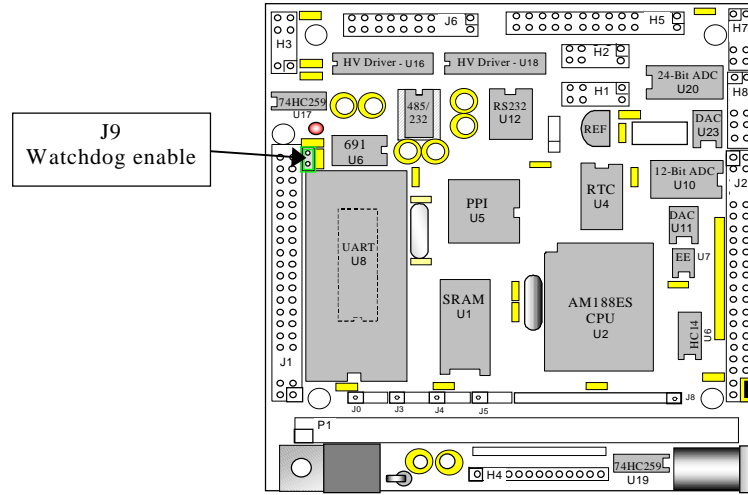 J6
H5
H7
H3
H2
HV Driver - U16
HV Driver - U18
24-Bit ADC
U20
H8
H1
74HC259
U17
485/
232
RS232
U12
REF
DAC
U23
J9
Watchdog enable
691
U6
12-Bit ADC
U10
J2
RTC
U4
PPI
U5
DAC
U11
UART
U8
EE
U7
SRAM
U1
AM188ES
CPU
U2
HC14
U6
J1
J0
J3
J4
J5
J8
P1
H4
74HC259
U19